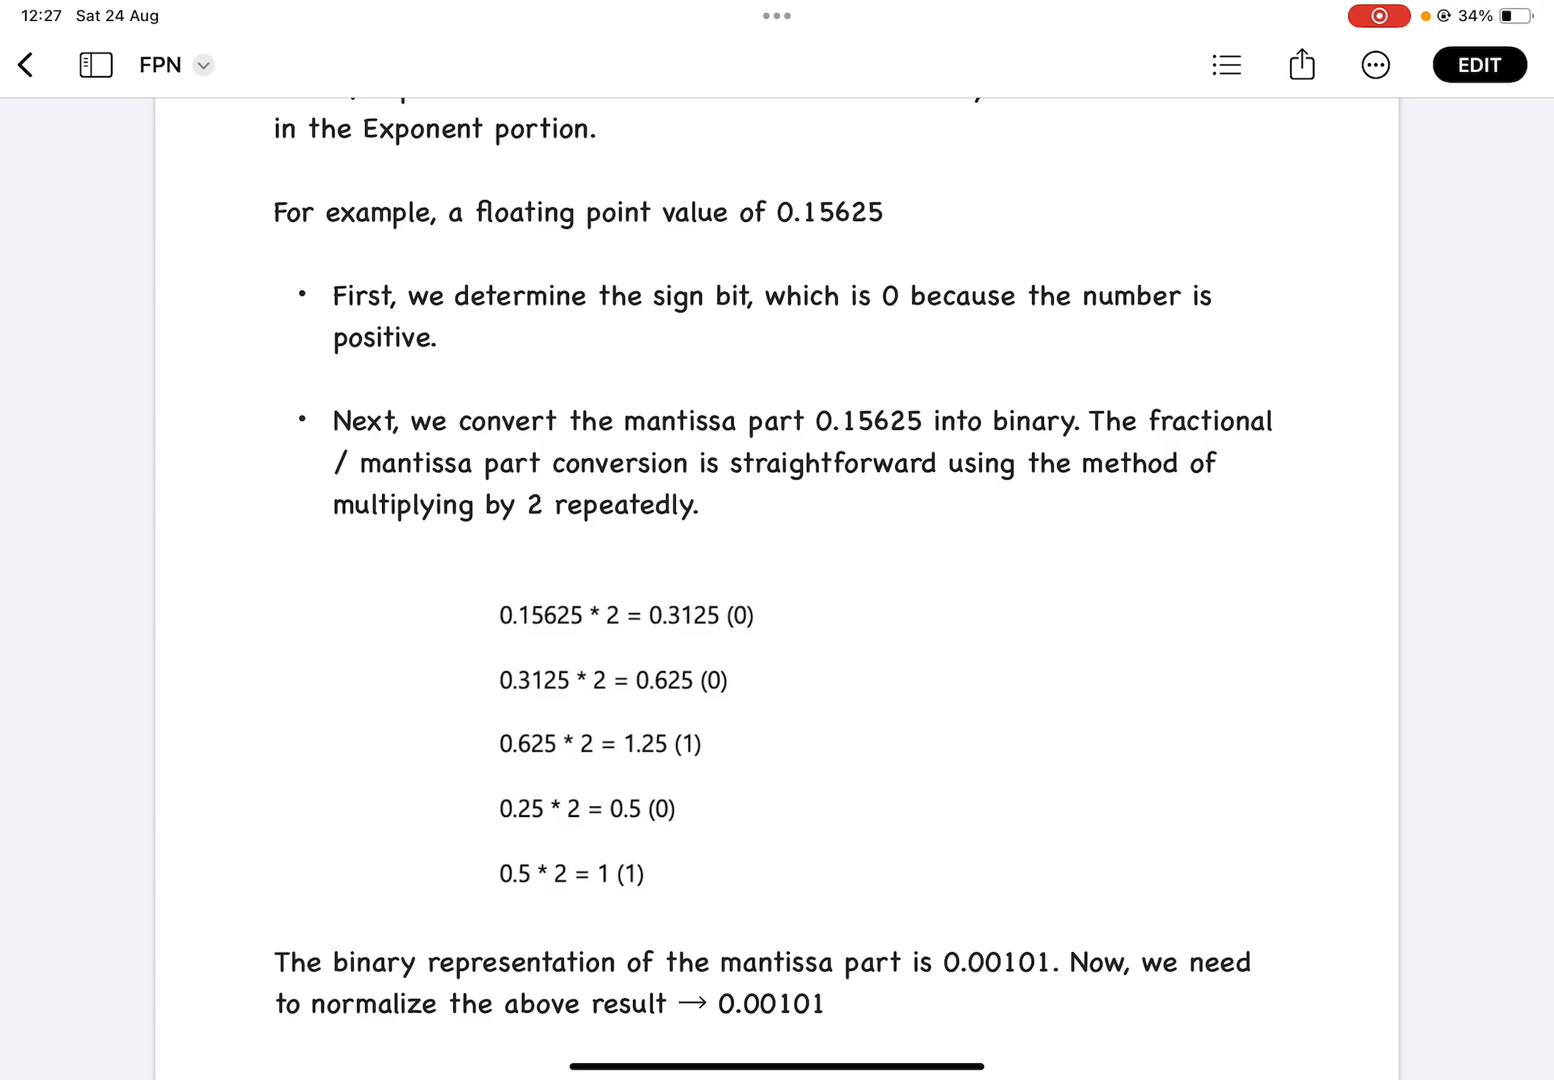 12:27 Sat 24 Aug
34%
FPN
EDIT
in the Exponent portion.
For example, a floating point value of 0.15625
• First, we determine the sign bit, which is 0 because the number is
positive.
• Next, we convert the mantissa part 0.15625 into binary. The fractional
/ mantissa part conversion is straightforward using the method of
multiplying by 2 repeatedly.
0.15625 * 2 = 0.3125 (0)
0.3125 * 2 = 0.625 (0)
0.625 * 2 = 1.25 (1)
0.25 * 2 = 0.5 (0)
0.5 * 2 = 1 (1)
The binary representation of the mantissa part is 0.00101. Now, we need
to normalize the above result → 0.00101